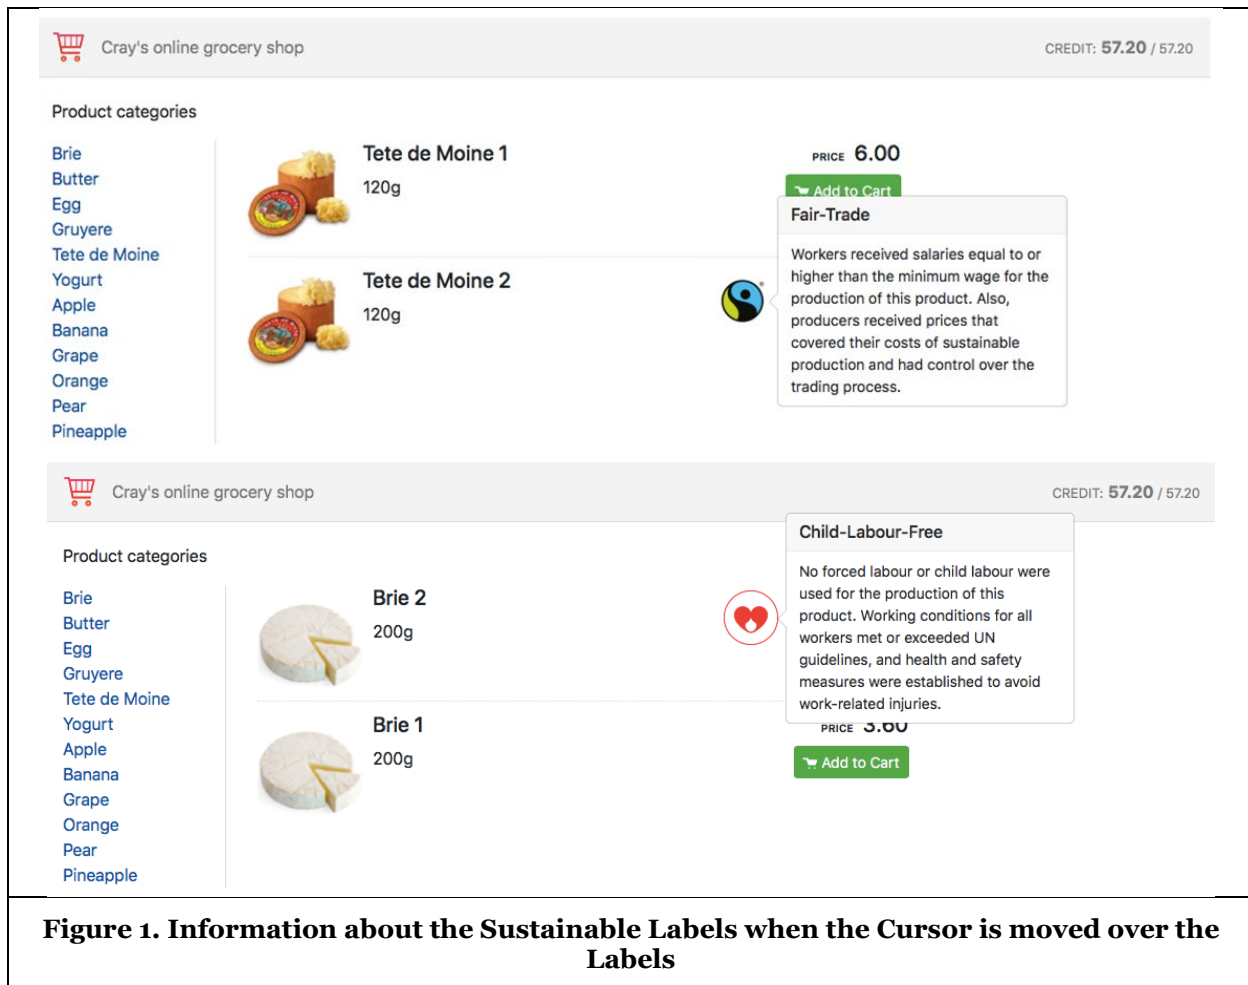 Cray's online grocery shop
CREDIT: 57.20 / 57.20
Product categories
Brie
Butter
Egg
Gruyere
Tete de Moine
Yogurt
Apple
Banana
Grape
Orange
Pear
Pineapple
Tete de Moine 1
120g
PRICE 6.00
Add to Cart
Tete de Moine 2
120g
Fair-Trade
Workers received salaries equal to or
higher than the minimum wage for the
production of this product. Also,
producers received prices that
covered their costs of sustainable
production and had control over the
trading process.
Cray's online grocery shop
CREDIT: 57.20 / 57.20
Product categories
Brie
Butter
Egg
Gruyere
Tete de Moine
Yogurt
Apple
Banana
Grape
Orange
Pear
Pineapple
Brie 2
200g
Child-Labour-Free
No forced labour or child labour were
used for the production of this
product. Working conditions for all
workers met or exceeded UN
guidelines, and health and safety
measures were established to avoid
work-related injuries.
Brie 1
200g
PRICE 3.60
Add to Cart
Figure 1. Information about the Sustainable Labels when the Cursor is moved over the
Labels